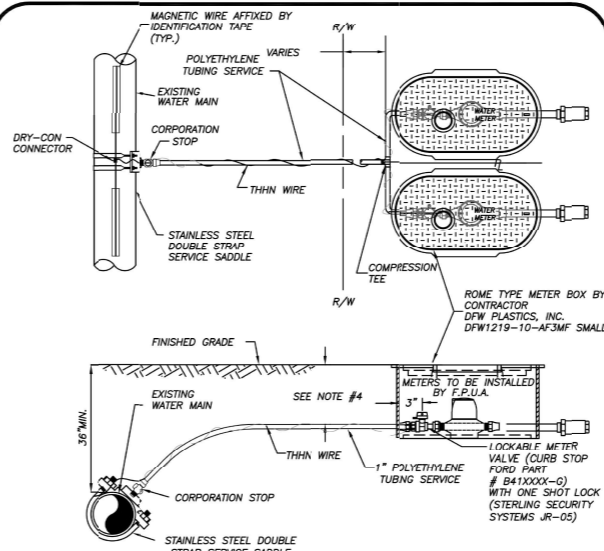 MAGNETIC WIRE AFFIXED BY
IDENTIFICATION TAPE
(TYP.)
R/W
VARIES
POLYETHYLENE
TUBING SERVICE
EXISTING
WATER MAIN
DRY-CON
CONNECTOR
CORPORATION
STOP
THHN WIRE
STAINLESS STEEL
DOUBLE STRAP
SERVICE SADDLE
WATER
METER
WATER
METER
COMPRESSION
TEE
R/W
ROME TYPE METER BOX BY
CONTRACTOR
DFW PLASTICS, INC.
DFW1219-10-AF3MF SMALL
FINISHED GRADE
METERS TO BE INSTALLED
BY F.P.U.A.
EXISTING
WATER MAIN
SEE NOTE #4
3"
36"MIN.
THHN WIRE
1" POLYETHYLENE
TUBING SERVICE
LOCKABLE METER
VALVE (CURB STOP
FORD PART
# B41XXXX-G)
WITH ONE SHOT LOCK
(STERLING SECURITY
SYSTEMS JR-05)
CORPORATION STOP
STAINLESS STEEL DOUBLE
STRAP SERVICE SADDLE